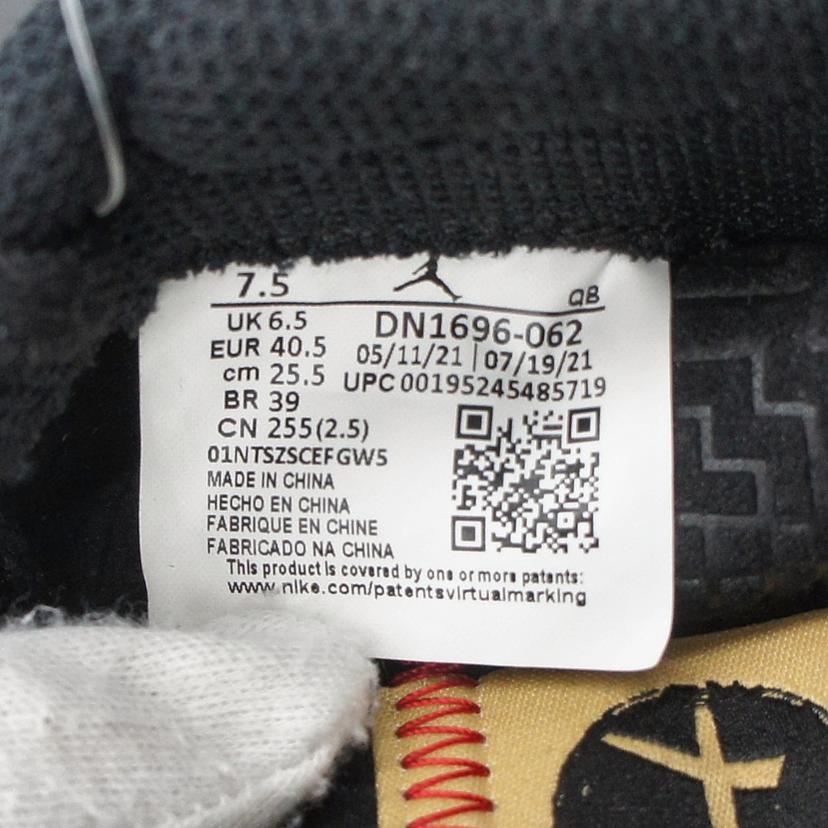 7.5
QB
UK 6.5
EUR 40.5
cm 25.5
BR 39
CN 255(2.5)
01NTSZSCEFGW5
DN1696-062
05/11/21 | 07/19/21
UPC 00195245485719
MADE IN CHINA
HECHO EN CHINA
FABRIQUE EN CHINE
FABRICADO NA CHINA
This product is covered by one or more patents:
www.nike.com/patentsvirtualmarking